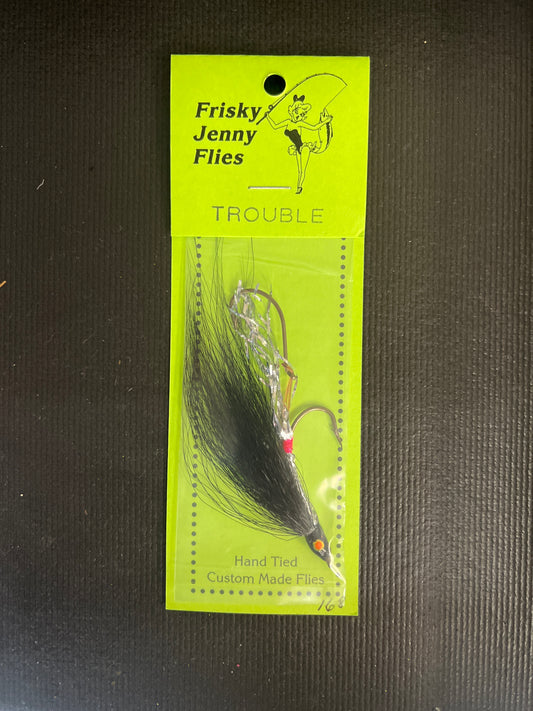 Frisky
Jenny
Flies
TROUBLE
Hand Tied
Custom Made Flies